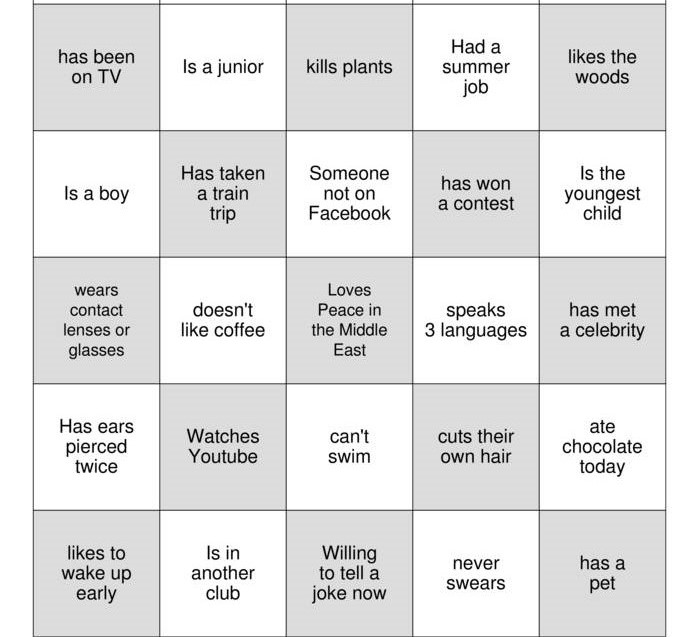 has been
on TV
Is a junior
kills plants
Had a
summer
job
likes the
woods
Is a boy
Has taken
a train
trip
Someone
not on
Facebook
has won
a contest
Is the
youngest
child
wears
contact
lenses or
glasses
doesn't
like coffee
Loves
Peace in
the Middle
East
speaks
3 languages
has met
a celebrity
Has ears
pierced
twice
Watches
Youtube
can't
swim
cuts their
own hair
ate
chocolate
today
likes to
wake up
early
Is in
another
club
Willing
to tell a
joke now
never
swears
has a
pet